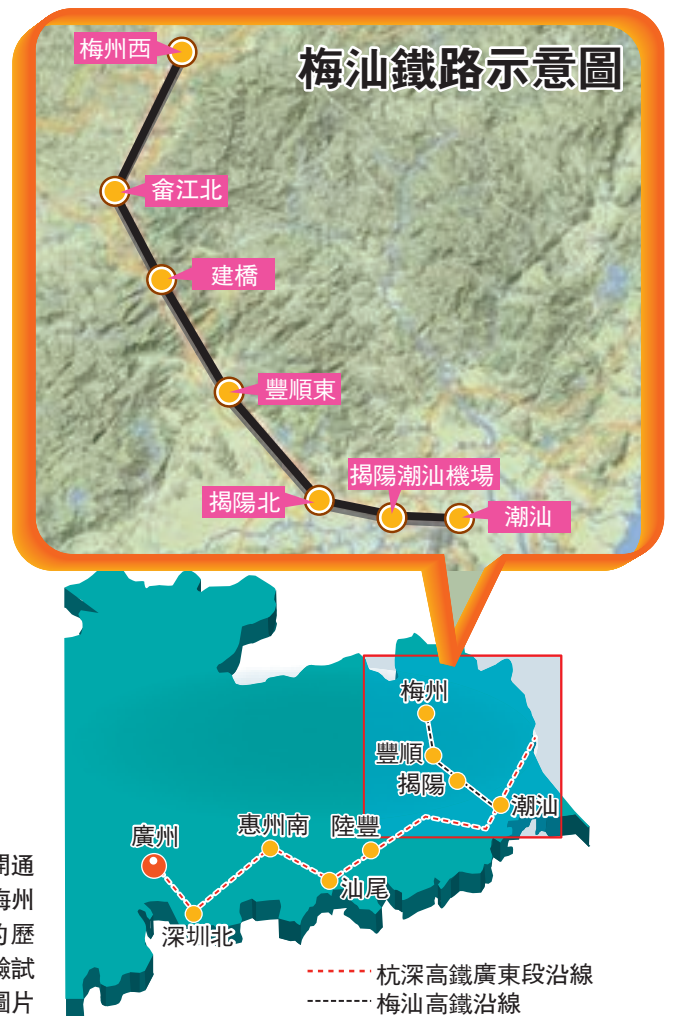 梅汕鐵路示意圖
梅州西
畬江北
建橋
豐順東
揭陽北
揭陽潮汕機場
潮汕
梅州
豐順
揭陽
潮汕
廣州
惠州南
陸豐
汕尾
深圳北
杭深高鐵廣東段沿線
梅汕高鐵沿線
開通
梅州
的歷
驗試
圖片